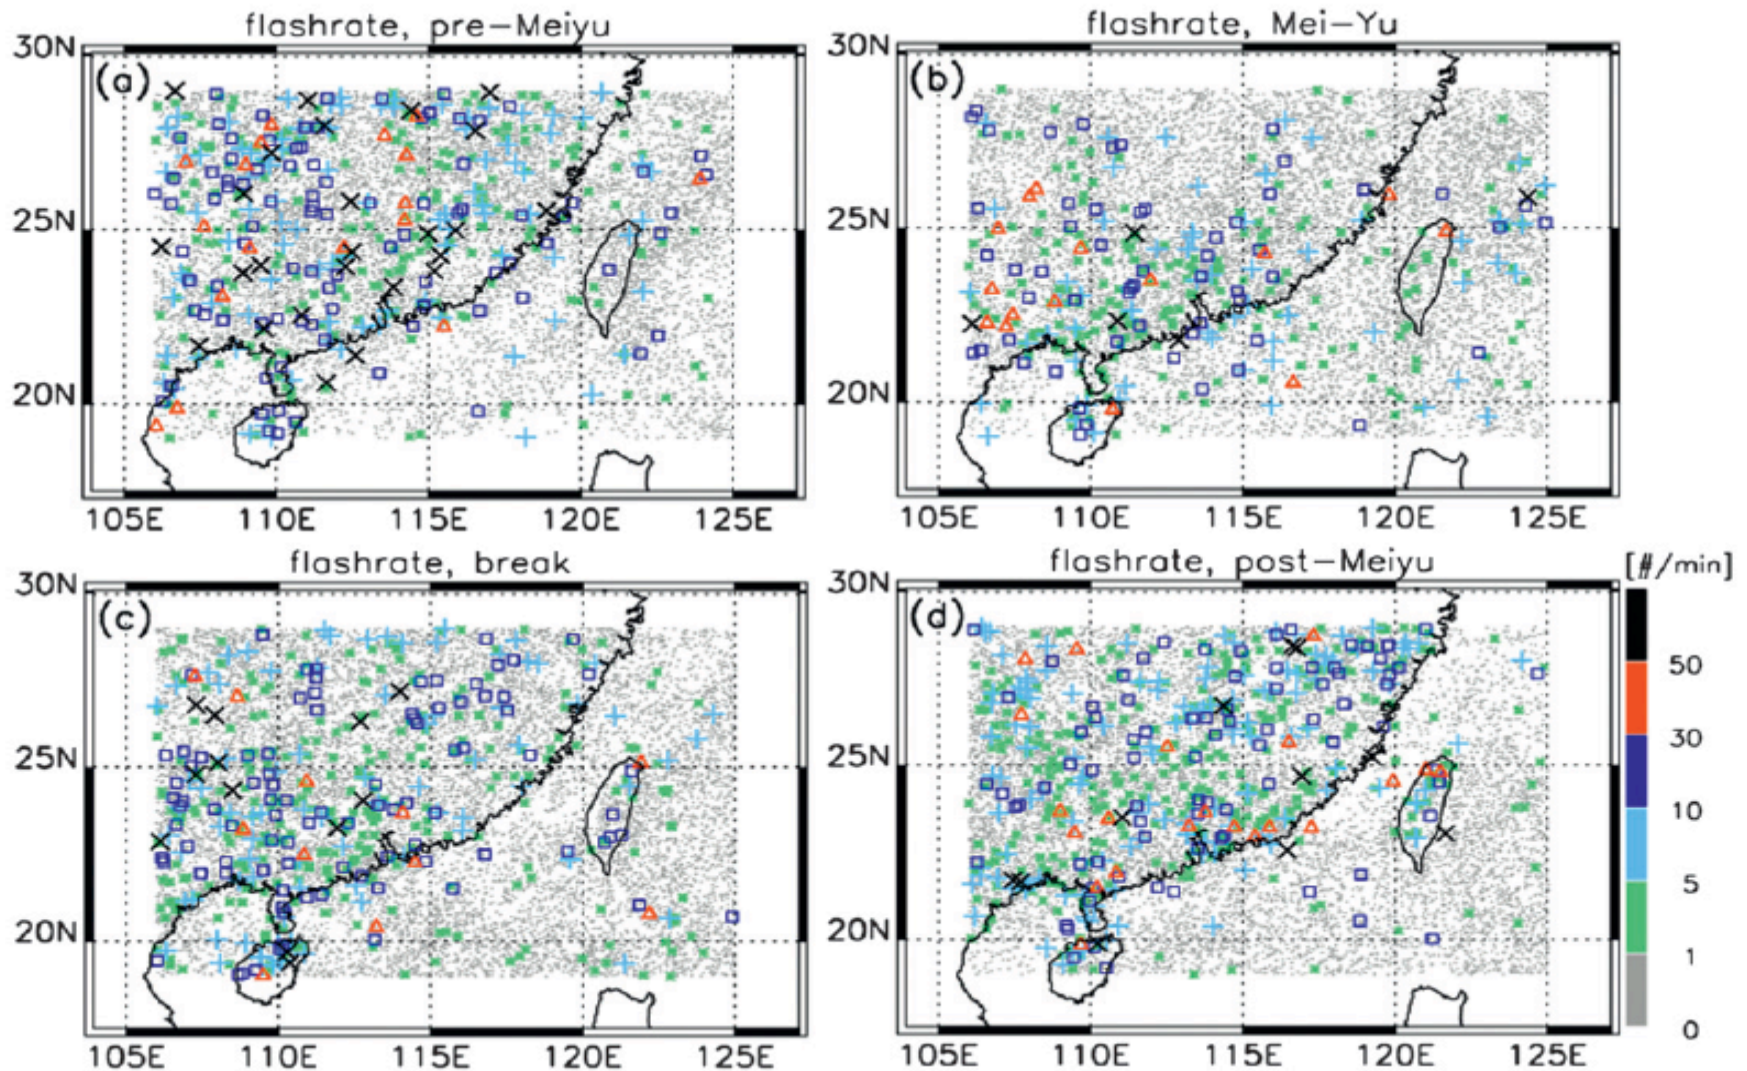 flashrate, pre-Meiyu
flashrate, Mei-Yu
30N
(a)
25N
20N
105E 110E 115E 120E 125E
30N
(b)
25N
20N
105E 110E 115E 120E 125E
flashrate, break
flashrate, post-Meiyu
30N
(c)
25N
20N
105E 110E 115E 120E 125E
30N
(d)
25N
20N
105E 110E 115E 120E 125E
[#/min]
50
30
10
5
1
0